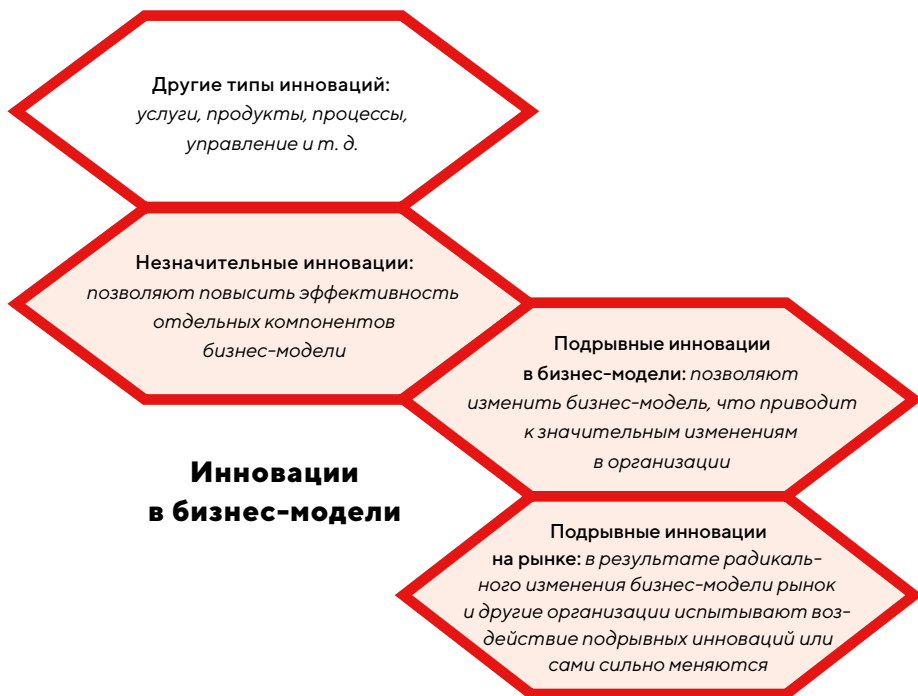 Другие типы инноваций:
услуги, продукты, процессы,
управление и т. д.
Незначительные инновации:
позволяют повысить эффективность
отдельных компонентов
бизнес-модели
Подрывные инновации
в бизнес-модели: позволяют
изменить бизнес-модель, что приводит
к значительным изменениям
в организации
Инновации
в бизнес-модели
Подрывные инновации
на рынке: в результате радикаль-
ного изменения бизнес-модели рынок
и другие организации испытывают воз-
действие подрывных инноваций или
сами сильно меняются